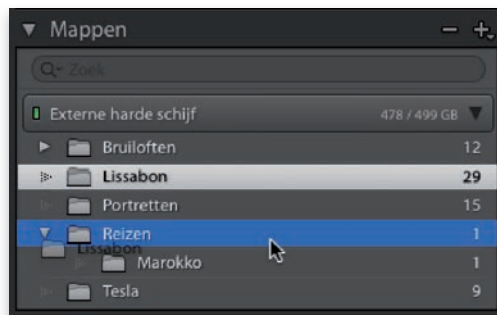 Mappen
Zoek
Externe harde schijf 478 / 499 GB
Bruiloften 12
Lissabon 29
Portretten 15
Reizen 1
Lissabon
Marokko 1
Tesla 9